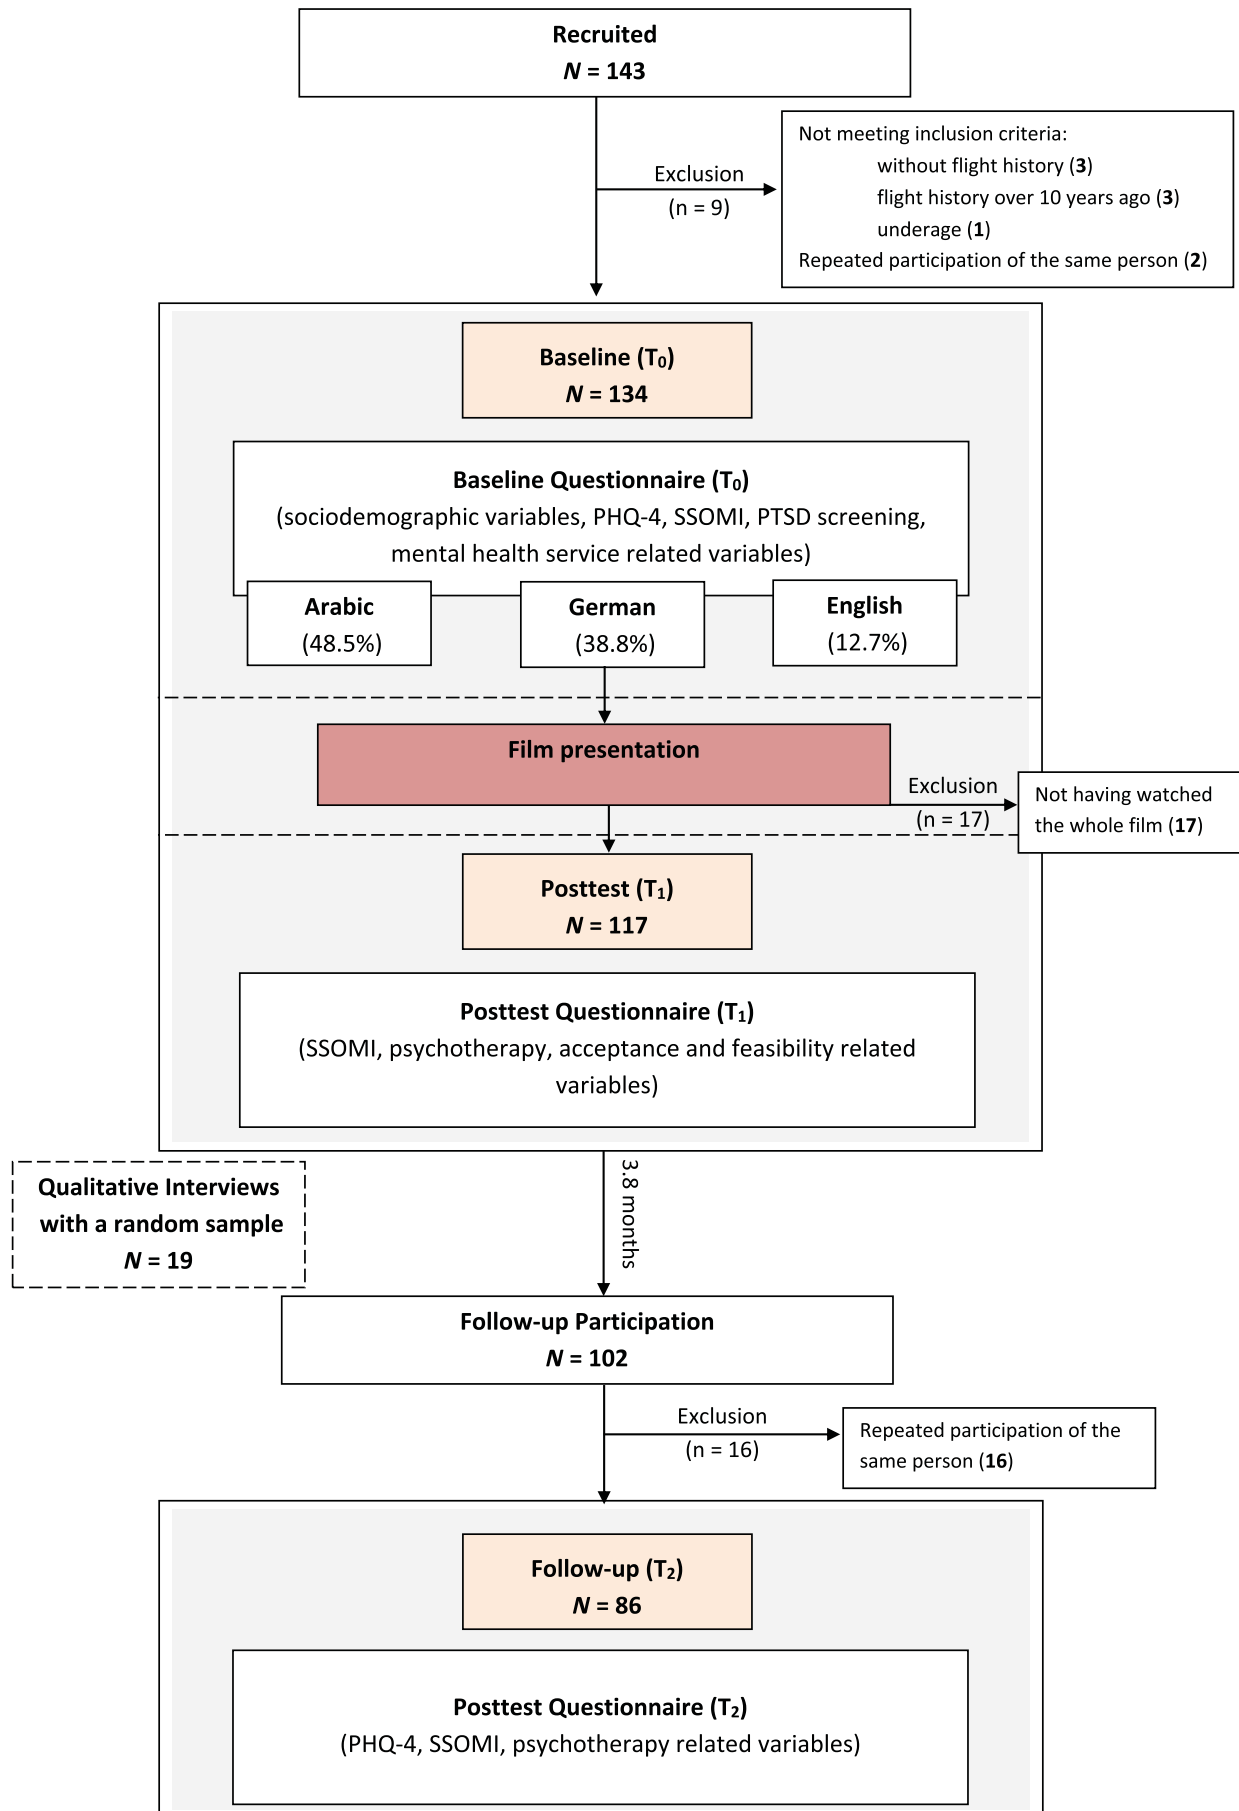 Recruited
N = 143
Not meeting inclusion criteria:
without flight history (3)
flight history over 10 years ago (3)
underage (1)
Repeated participation of the same person (2)
Exclusion
(n = 9)
Baseline (T₀)
N = 134
Baseline Questionnaire (T₀)
(sociodemographic variables, PHQ-4, SSOMI, PTSD screening,
mental health service related variables)
Arabic
(48.5%)
German
(38.8%)
English
(12.7%)
Film presentation
Exclusion
(n = 17)
Not having watched
the whole film (17)
Posttest (T₁)
N = 117
Posttest Questionnaire (T₁)
(SSOMI, psychotherapy, acceptance and feasibility related
variables)
3.8 months
Qualitative Interviews
with a random sample
N = 19
Follow-up Participation
N = 102
Exclusion
(n = 16)
Repeated participation of the
same person (16)
Follow-up (T₂)
N = 86
Posttest Questionnaire (T₂)
(PHQ-4, SSOMI, psychotherapy related variables)